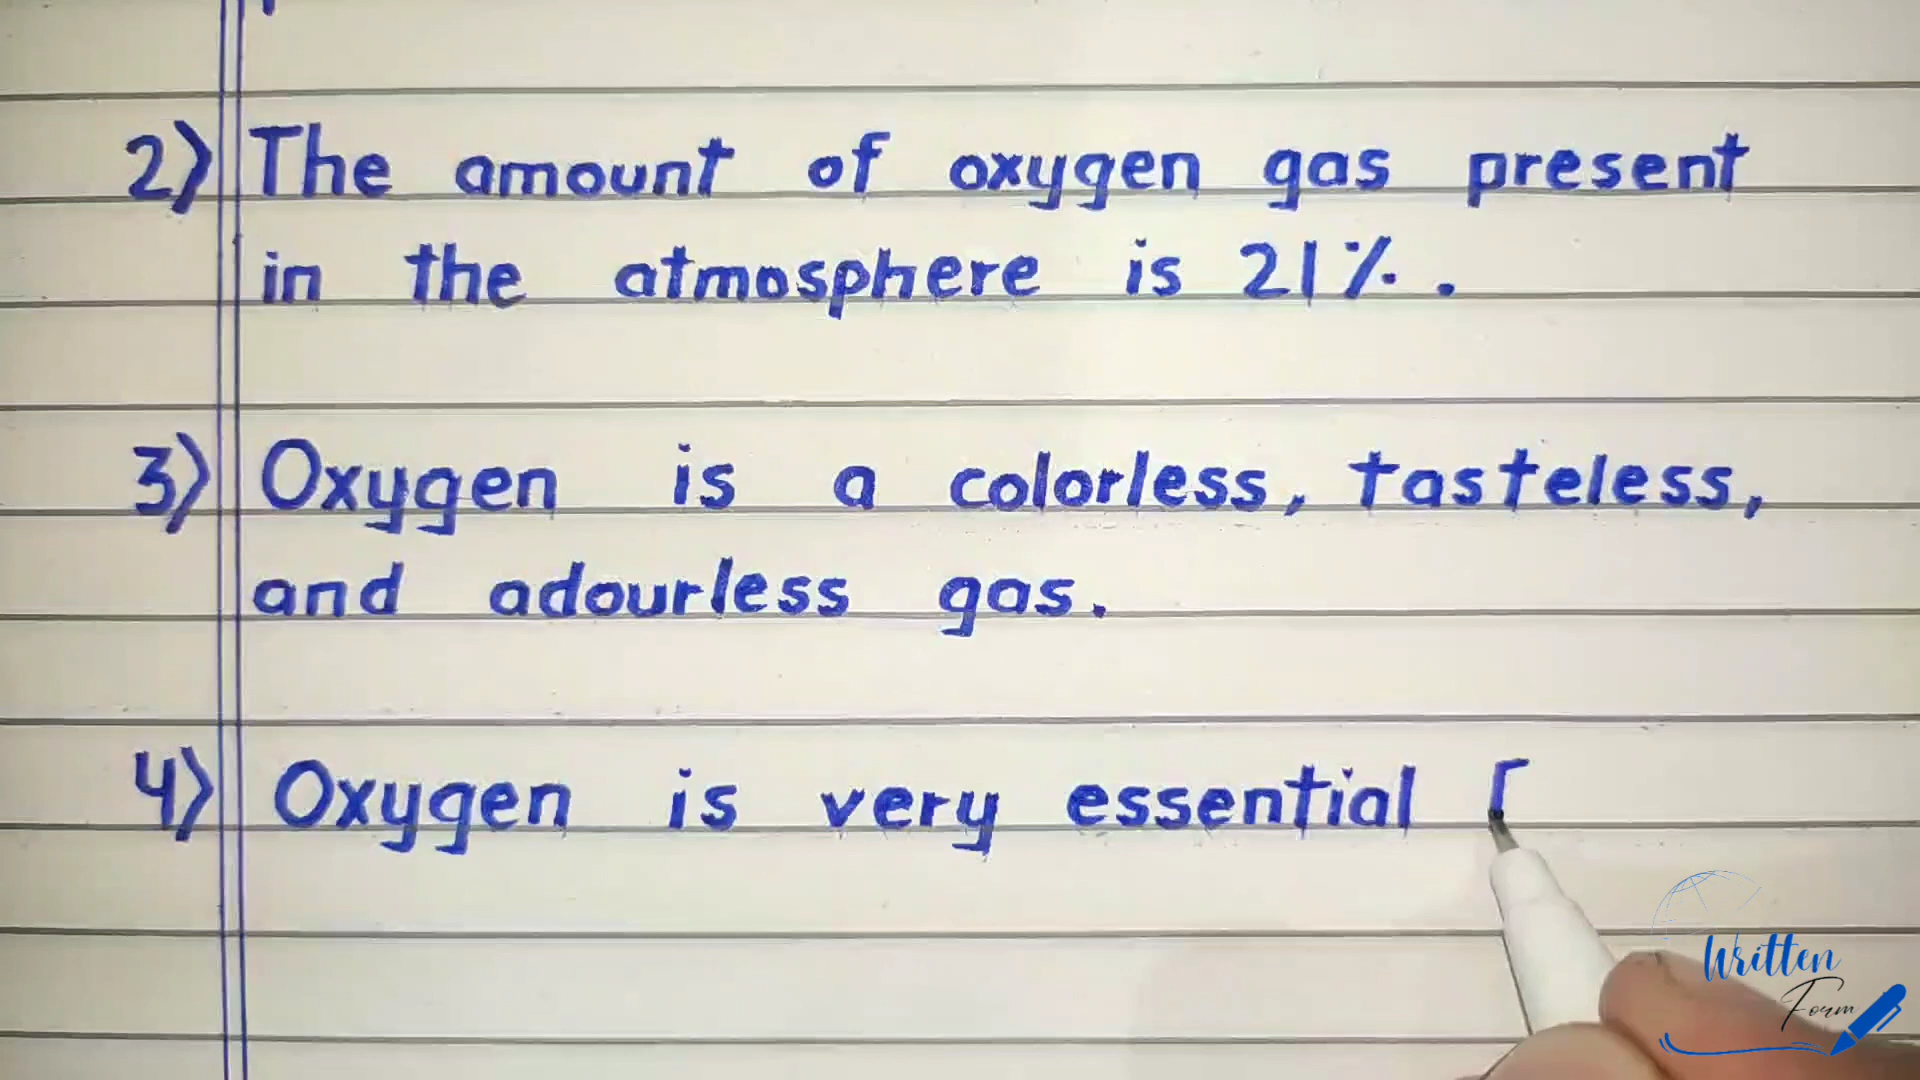 2) The amount of oxygen gas present
in the atmosphere is 21%.
3) Oxygen is a colorless, tasteless,
and adourless gas.
4) Oxygen is very essential
Written
Form